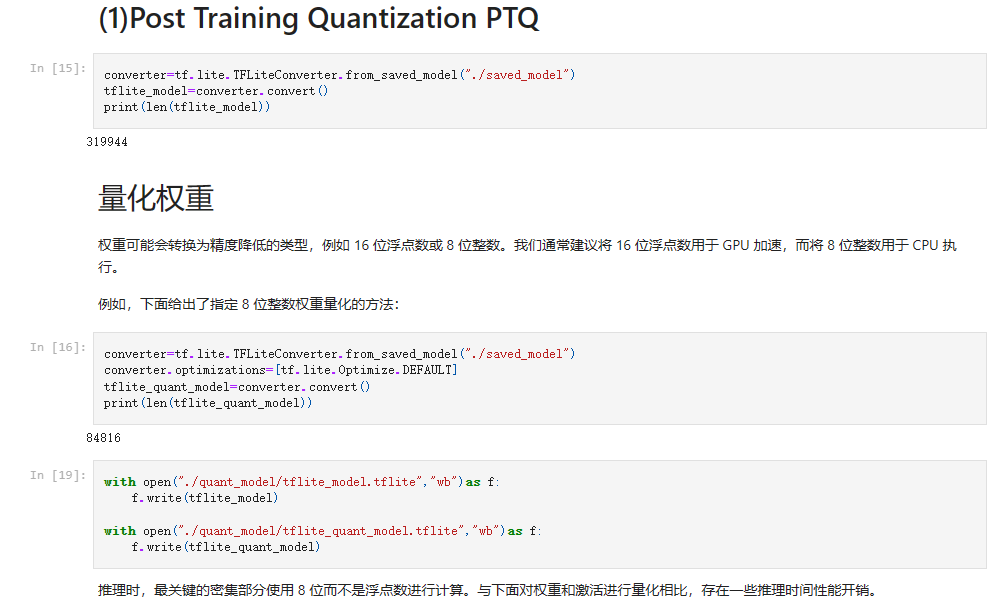 (1)Post Training Quantization PTQ
In [15]:
converter=tf.lite.TFLiteConverter.from_saved_model("./saved_model")
tflite_model=converter.convert()
print(len(tflite_model))
319944
量化权重
权重可能会转换为精度降低的类型，例如 16 位浮点数或 8 位整数。我们通常建议将 16 位浮点数用于 GPU 加速，而将 8 位整数用于 CPU 执
行。
例如，下面给出了指定 8 位整数权重量化的方法：
In [16]:
converter=tf.lite.TFLiteConverter.from_saved_model("./saved_model")
converter.optimizations=[tf.lite.Optimize.DEFAULT]
tflite_quant_model=converter.convert()
print(len(tflite_quant_model))
84816
In [19]:
with open("./quant_model/tflite_model.tflite","wb")as f:
    f.write(tflite_model)
with open("./quant_model/tflite_quant_model.tflite","wb")as f:
    f.write(tflite_quant_model)
推理时，最关键的密集部分使用 8 位而不是浮点数进行计算。与下面对权重和激活进行量化相比，存在一些推理时间性能开销。